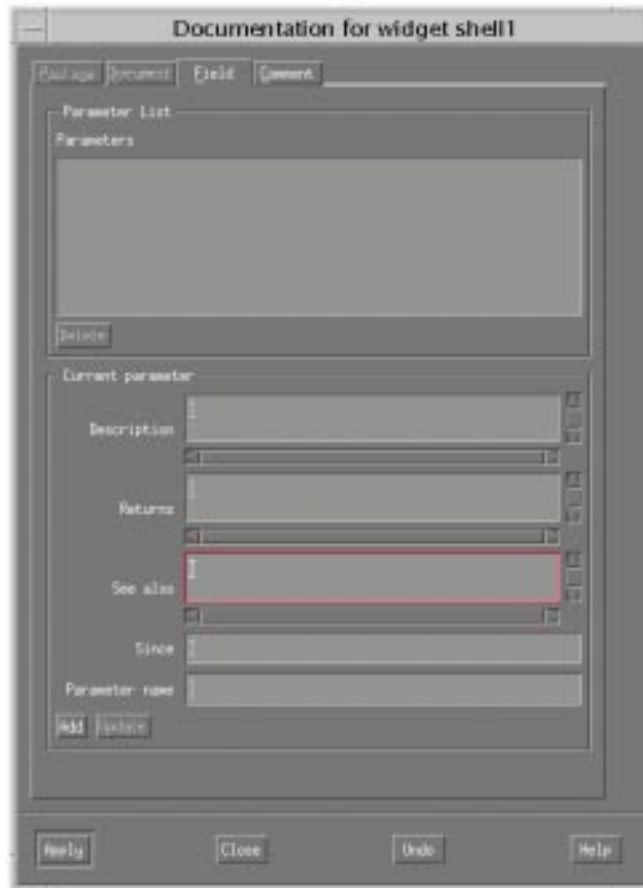 Documentation for widget shell1
Package Document Field Comment
Parameter List
Parameters
Delete
Current parameter
Description
Returns
See also
Since
Parameter name
Add Update
Apply Close Undo Help